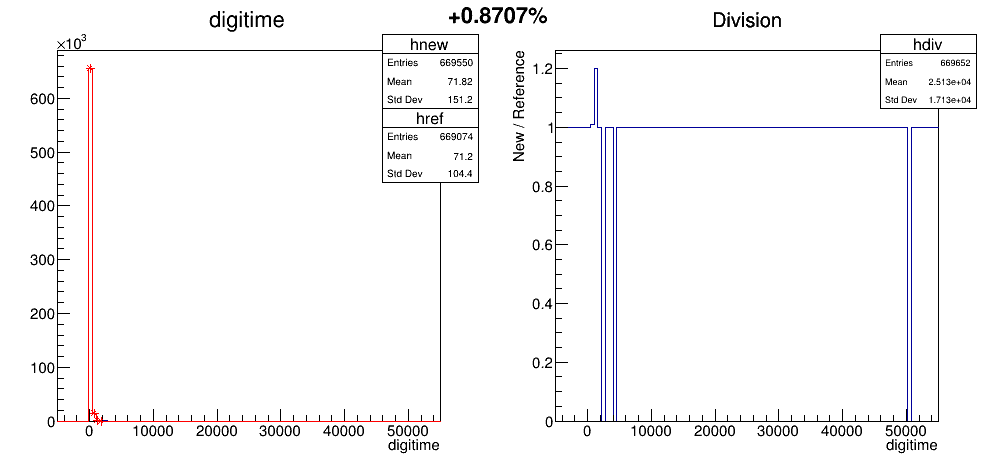 +0.8707%
digitime
×10³
600
500
400
300
200
100
0
0 10000 20000 30000 40000 50000
digitime
hnew
Entries 669550
Mean 71.82
Std Dev 151.2
href
Entries 669074
Mean 71.2
Std Dev 104.4
Division
New / Reference
1.2
1
0.8
0.6
0.4
0.2
0
0 10000 20000 30000 40000 50000
digitime
hdiv
Entries 669652
Mean 2.513e+04
Std Dev 1.713e+04